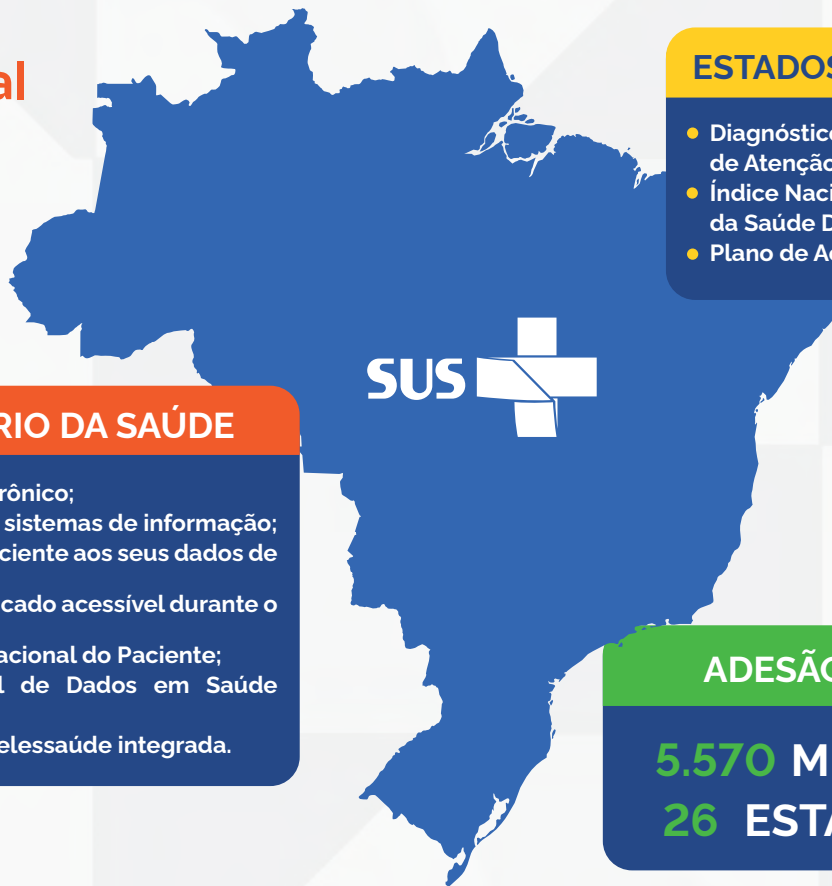 al
ESTADOS
Diagnóstico
de Atenção
Índice Naci
da Saúde D
Plano de A
SUS
RIO DA SAÚDE
rônico;
sistemas de informação;
ciente aos seus dados de
cado acessível durante o
acional do Paciente;
l de Dados em Saúde
elessaúde integrada.
ADESÃO
5.570 M
26 ESTA